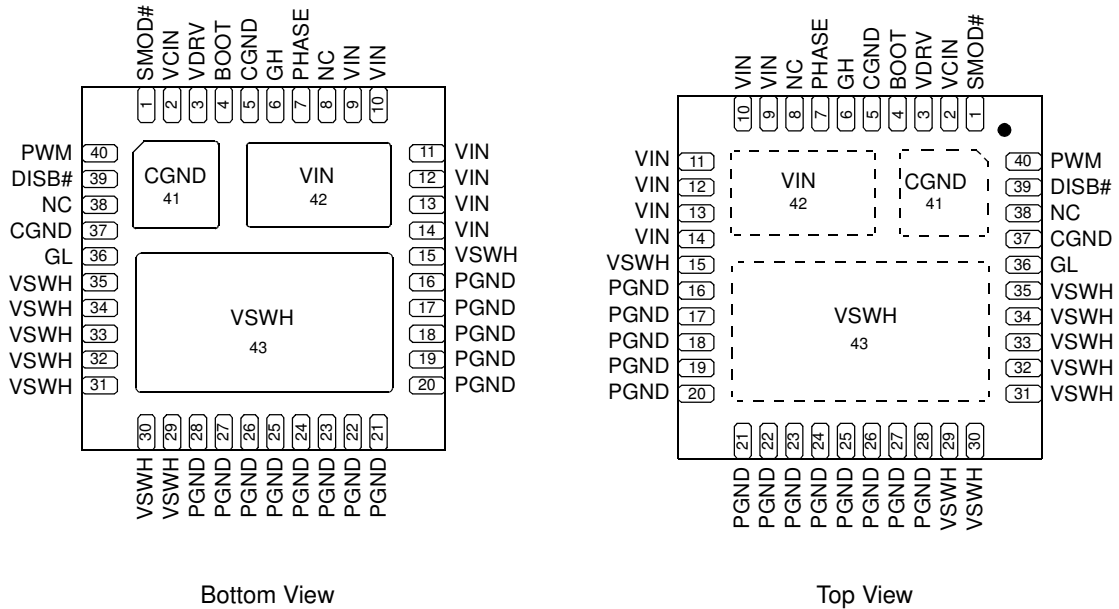 SMOD# VCIN VDRV BOOT CGND GH PHASE NC VIN VIN
1 2 3 4 5 6 7 8 9 10
PWM 40
DISB# 39
NC 38
CGND 37
GL 36
VSWH 35
VSWH 34
VSWH 33
VSWH 32
VSWH 31
CGND
41
VIN
42
VSWH
43
11 VIN
12 VIN
13 VIN
14 VIN
15 VSWH
16 PGND
17 PGND
18 PGND
19 PGND
20 PGND
30 29 28 27 26 25 24 23 22 21
VSWH VSWH PGND PGND PGND PGND PGND PGND PGND PGND
Bottom View
VIN VIN NC PHASE GH CGND BOOT VDRV VCIN SMOD#
10 9 8 7 6 5 4 3 2 1
VIN 11
VIN 12
VIN 13
VIN 14
VSWH 15
PGND 16
PGND 17
PGND 18
PGND 19
PGND 20
VIN
42
CGND
41
VSWH
43
40 PWM
39 DISB#
38 NC
37 CGND
36 GL
35 VSWH
34 VSWH
33 VSWH
32 VSWH
31 VSWH
21 22 23 24 25 26 27 28 29 30
PGND PGND PGND PGND PGND PGND PGND PGND VSWH VSWH
Top View